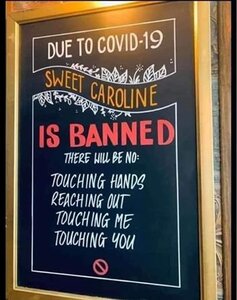 DUE TO COVID-19
SWEET CAROLINE
IS BANNED
THERE WILL BE NO:
TOUCHING HANDS
REACHING OUT
TOUCHING ME
TOUCHING YOU